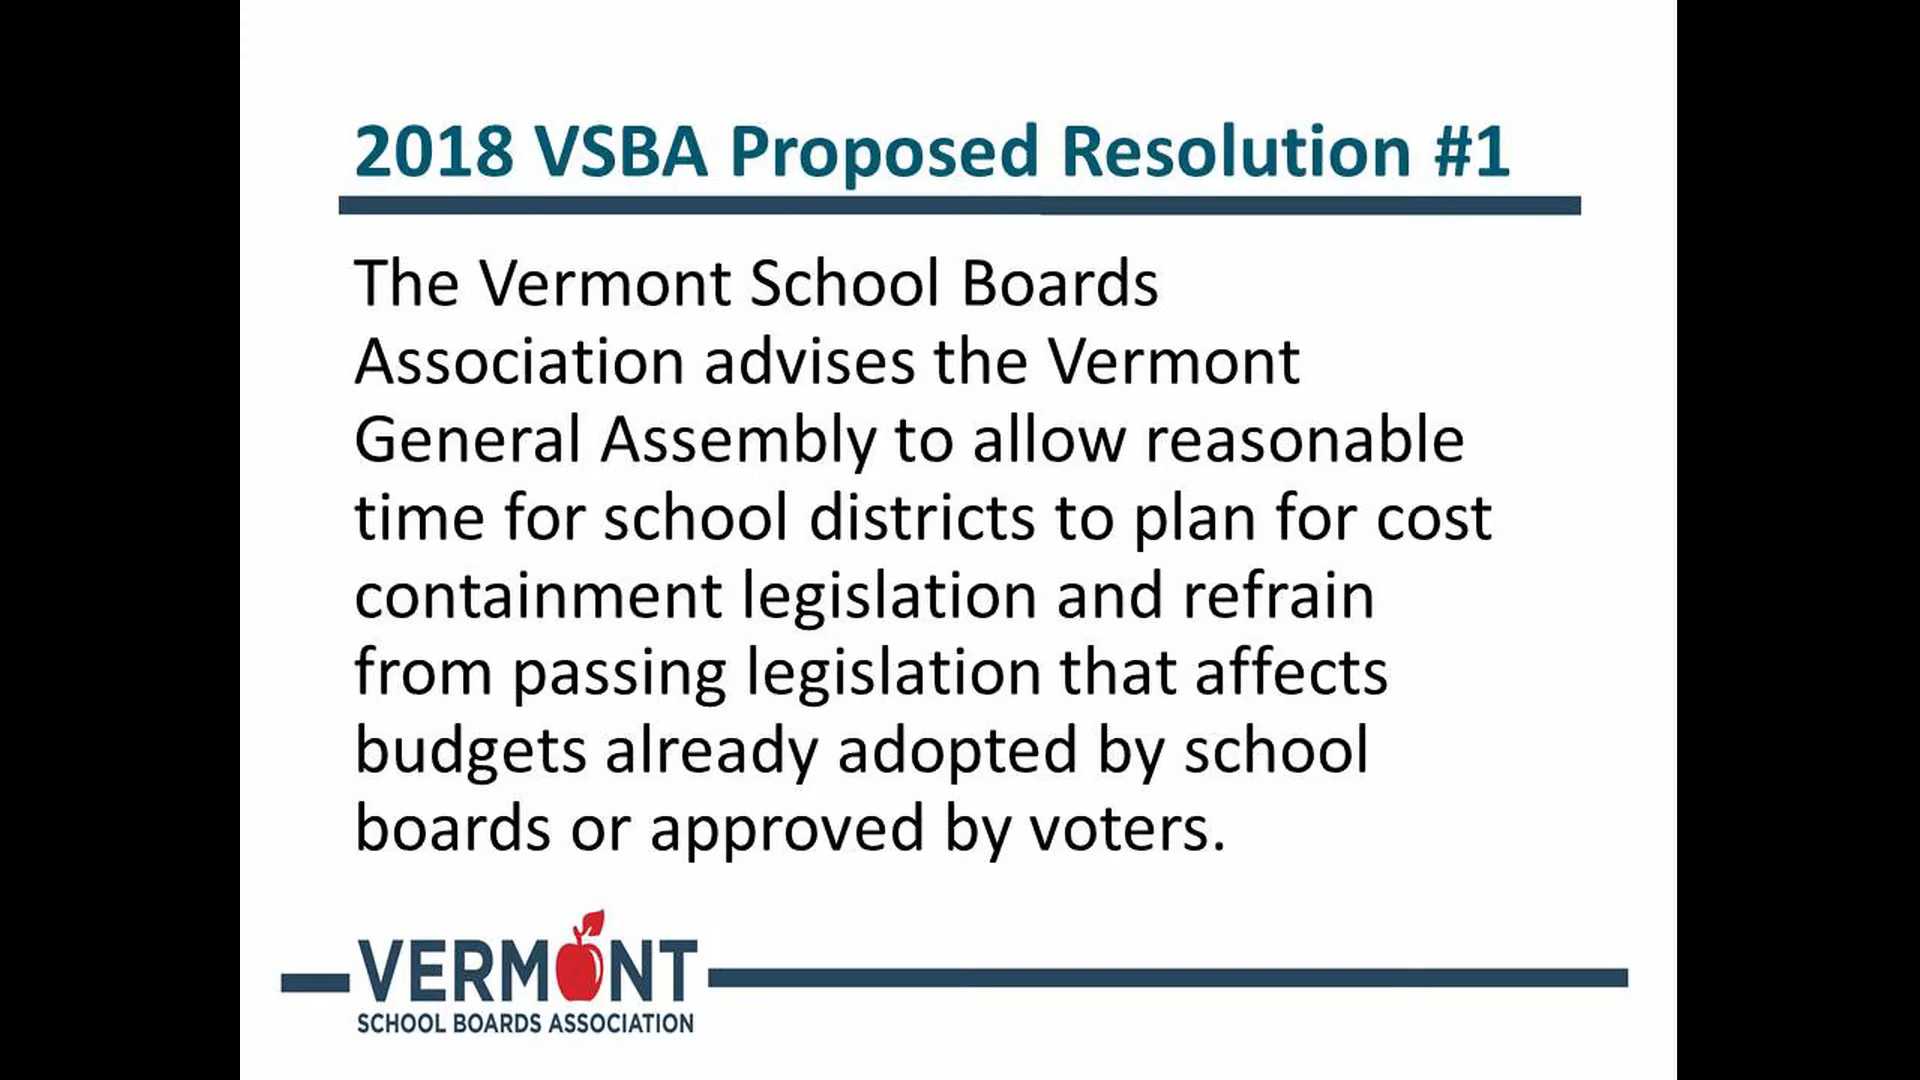 2018 VSBA Proposed Resolution #1
The Vermont School Boards
Association advises the Vermont
General Assembly to allow reasonable
time for school districts to plan for cost
containment legislation and refrain
from passing legislation that affects
budgets already adopted by school
boards or approved by voters.
VERMONT
SCHOOL BOARDS ASSOCIATION